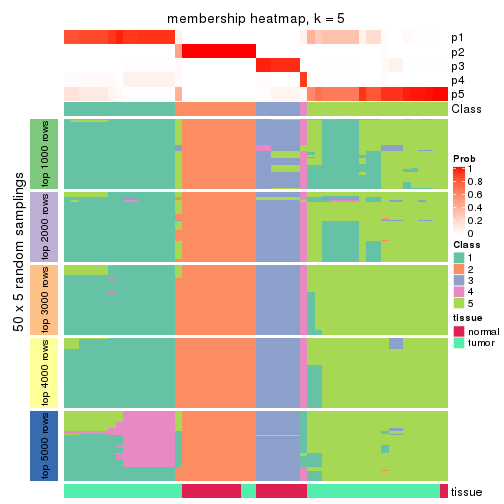 membership heatmap, k = 5
p1
p2
p3
p4
p5
Class
50 x 5 random samplings
top 1000 rows
top 2000 rows
top 3000 rows
top 4000 rows
top 5000 rows
Prob
1
0.8
0.6
0.4
0.2
0
Class
1
2
3
4
5
tissue
normal
tumor
tissue